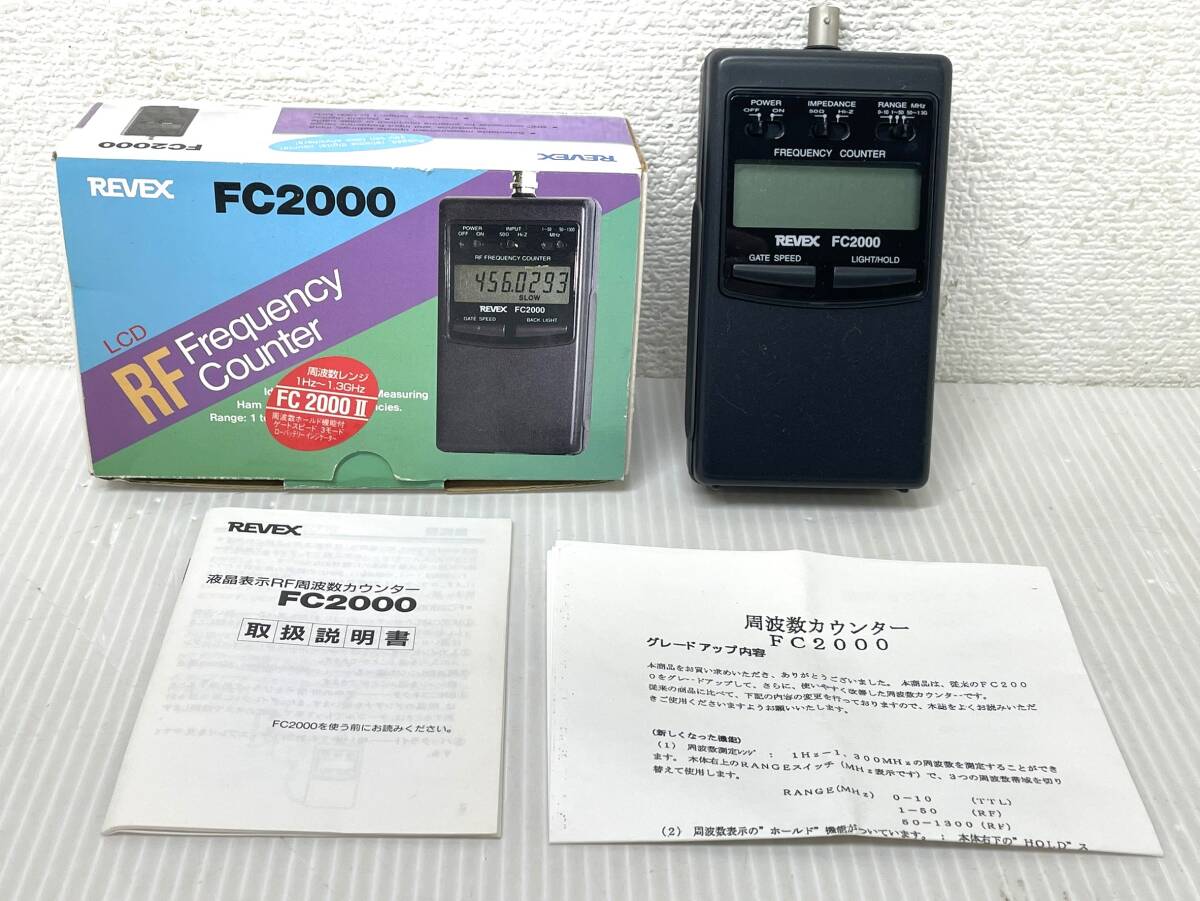 FC2000
REVEX
REVEX
FC2000
POWER
OFF ON
INPUT
50Ω Hi-Z
1~50 50~1300
MHz
RF FREQUENCY COUNTER
456.0293
SLOW
REVEX FC2000
GATE SPEED
BACK LIGHT
LCD
RF Frequency
Counter
Measuring
Ham
cies.
Range: 1 t
周波数レンジ
1Hz~1.3GHz
FC 2000 II
周波数ホールド機能付
ゲートスピード 3モード
ローバッテリーインジケーター
POWER
OFF ON
IMPEDANCE
50Ω Hi-Z
RANGE MHz
0-10 1-50 50-1.3G
FREQUENCY COUNTER
REVEX FC2000
GATE SPEED
LIGHT/HOLD
REVEX
液晶表示RF周波数カウンター
FC2000
取扱説明書
FC2000を使う前にお読みください。
周波数カウンター
FC2000
グレードアップ内容
本商品をお買い求めいただき、ありがとうございました。 本商品は、従来のFC200
0をグレードアップして、さらに、使いやすく改善した周波数カウンターです。
従来の商品に比べて、下記の内容の変更を行っておりますので、本誌をよくお読みいただ
きご使用くださいますようお願いいたします。
(新しくなった機能)
(1) 周波数測定レンジ : 1Hz-1,300MHzの周波数を測定することができ
ます。 本体右上のRANGEスイッチ(MHz表示です)で、3つの周波数帯域を切り
替えて使用します。
RANGE(MHz) 0-10 (TTL)
1-50 (RF)
50-1300 (RF)
(2) 周波数表示の"ホールド"機能がついています。 : 本体右下の"HOLD"ス